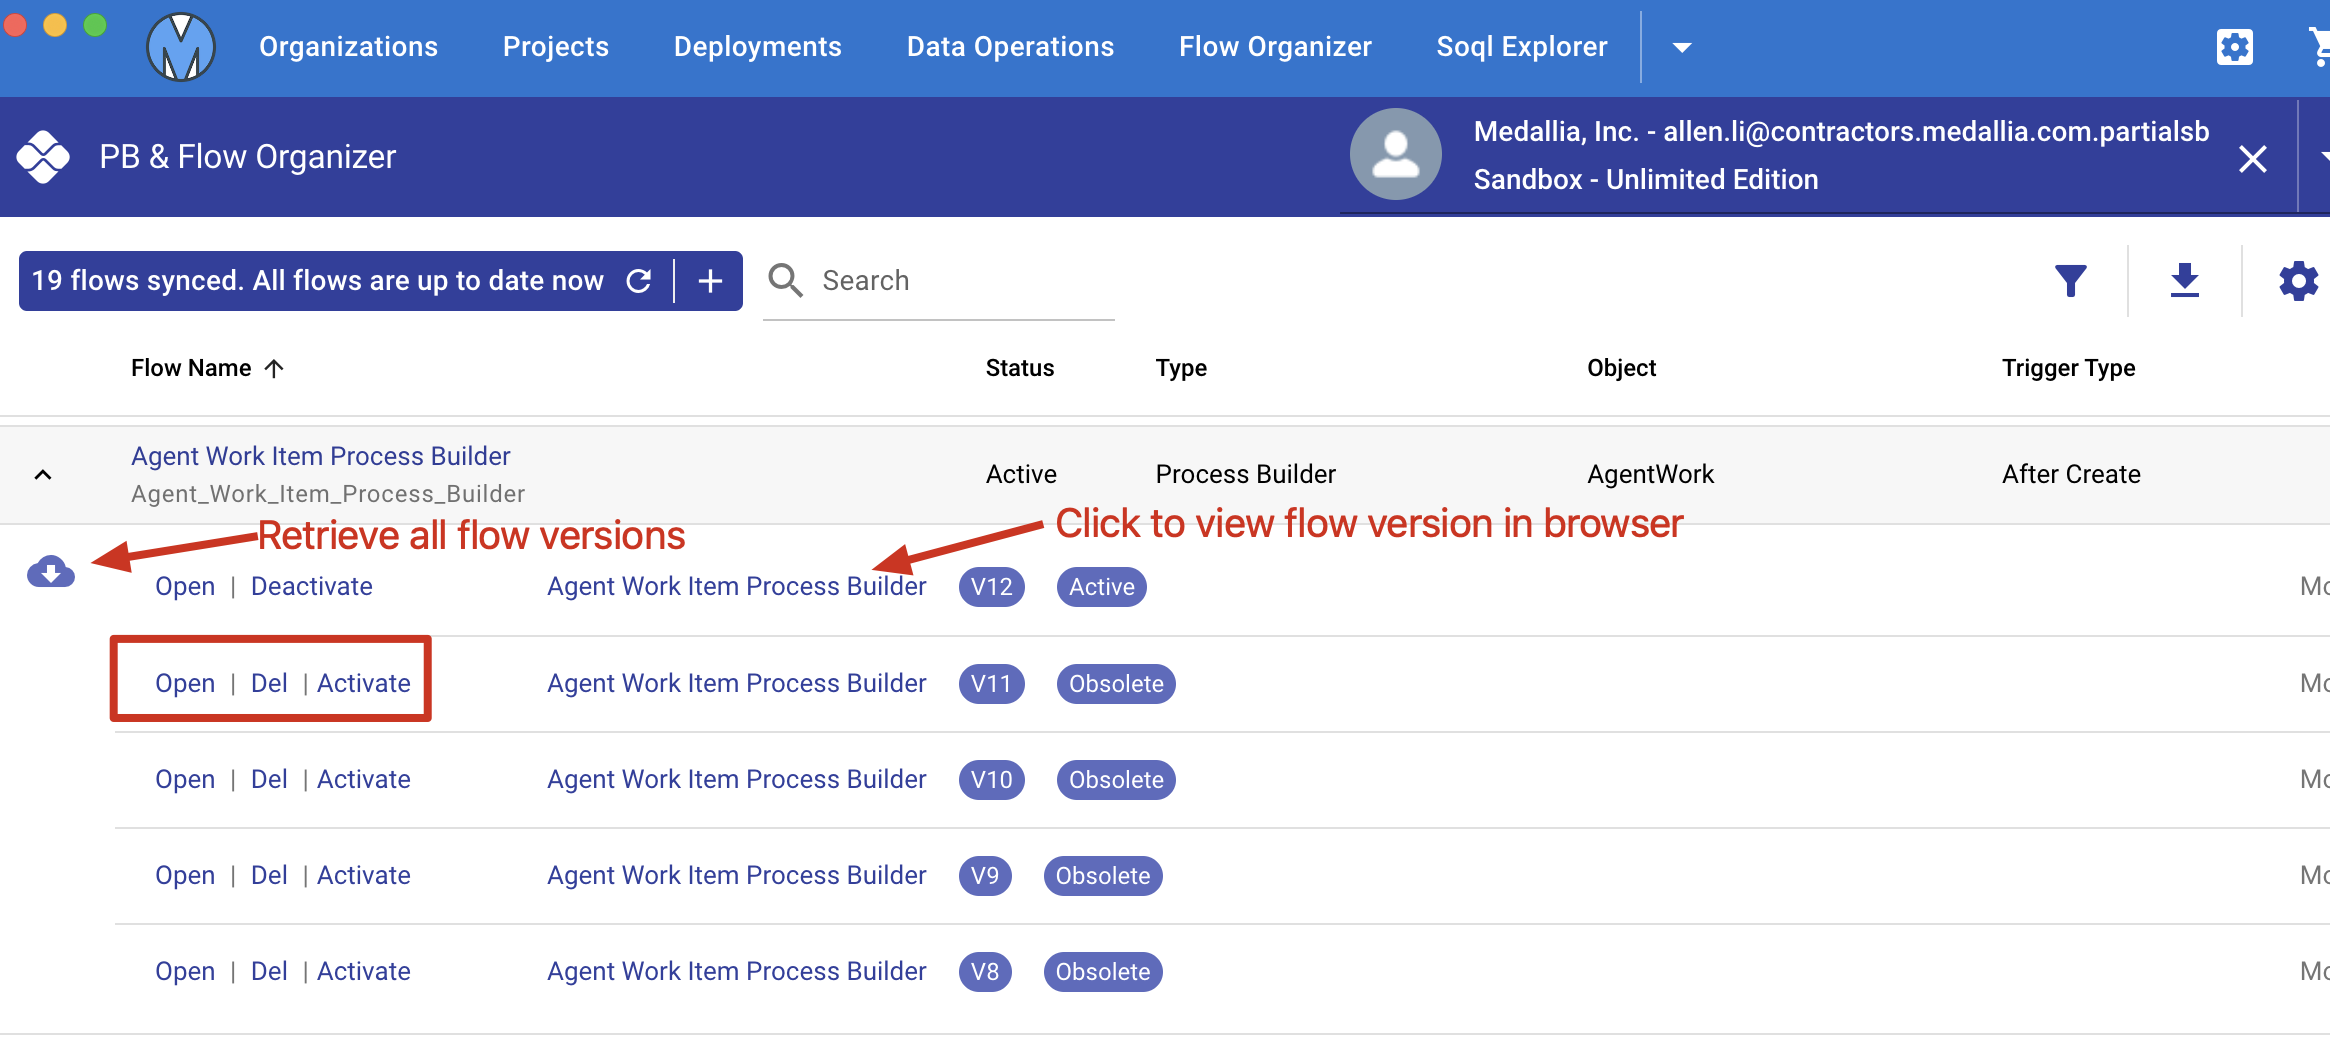 Organizations Projects Deployments Data Operations Flow Organizer Soql Explorer
PB & Flow Organizer
Medallia, Inc. - allen.li@contractors.medallia.com.partialsb
Sandbox - Unlimited Edition
19 flows synced. All flows are up to date now
Search
Flow Name Status Type Object Trigger Type
Agent Work Item Process Builder
Agent_Work_Item_Process_Builder
Active Process Builder AgentWork After Create
Retrieve all flow versions
Click to view flow version in browser
Open | Deactivate Agent Work Item Process Builder V12 Active
Open | Del | Activate Agent Work Item Process Builder V11 Obsolete
Open | Del | Activate Agent Work Item Process Builder V10 Obsolete
Open | Del | Activate Agent Work Item Process Builder V9 Obsolete
Open | Del | Activate Agent Work Item Process Builder V8 Obsolete